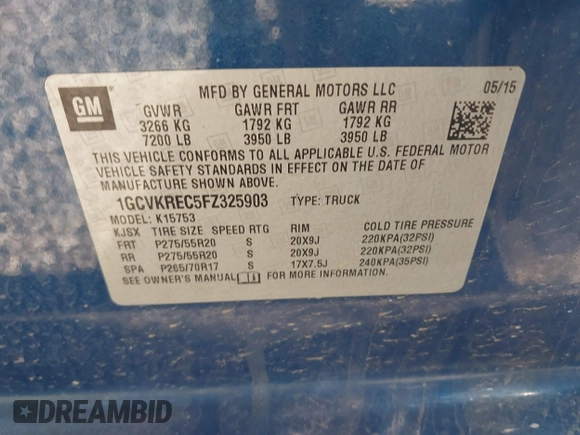 GM
MFD BY GENERAL MOTORS LLC 05/15
GVWR GAWR FRT GAWR RR
3266 KG 1792 KG 1792 KG
7200 LB 3950 LB 3950 LB
THIS VEHICLE CONFORMS TO ALL APPLICABLE U.S. FEDERAL MOTOR
VEHICLE SAFETY STANDARDS IN EFFECT ON THE DATE OF
MANUFACTURE SHOWN ABOVE.
1GCVKREC5FZ325903 TYPE: TRUCK
MODEL: K15753
KJSX TIRE SIZE SPEED RTG RIM COLD TIRE PRESSURE
FRT P275/55R20 S 20X9J 220KPA(32PSI)
RR P275/55R20 S 20X9J 220KPA(32PSI)
SPA P265/70R17 S 17X7.5J 240KPA(35PSI)
SEE OWNER'S MANUAL FOR MORE INFORMATION.
DREAMBID